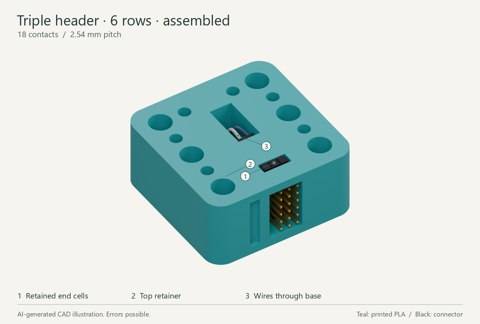 Triple header · 6 rows · assembled
18 contacts / 2.54 mm pitch
3
2
1
1 Retained end cells
2 Top retainer
3 Wires through base
AI-generated CAD illustration. Errors possible.
Teal: printed PLA / Black: connector